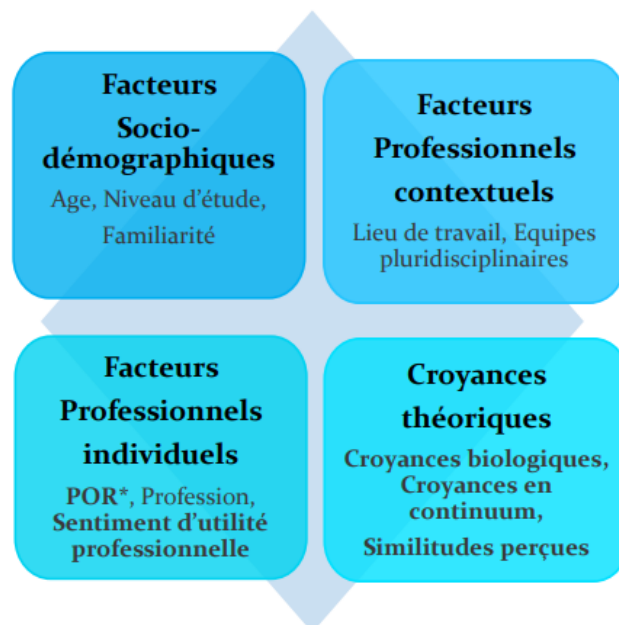 Facteurs
Socio-
démographiques
Age, Niveau d'étude,
Familiarité
Facteurs
Professionnels
contextuels
Lieu de travail, Equipes
pluridisciplinaires
Facteurs
Professionnels
individuels
POR*, Profession,
Sentiment d'utilité
professionnelle
Croyances
théoriques
Croyances biologiques,
Croyances en
continuum,
Similitudes perçues